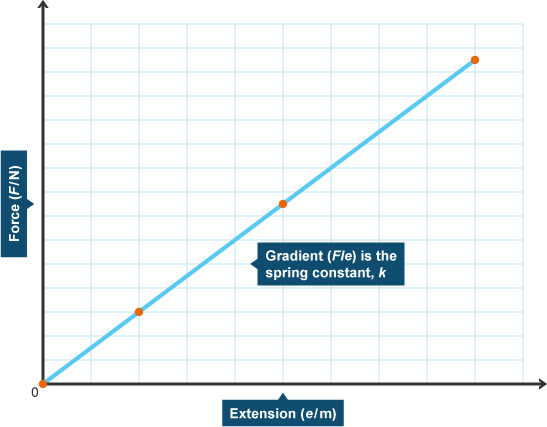 Force (F/N)
Gradient (F/e) is the
spring constant, k
0
Extension (e/m)